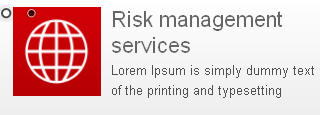 Risk management
services
Lorem Ipsum is simply dummy text
of the printing and typesetting